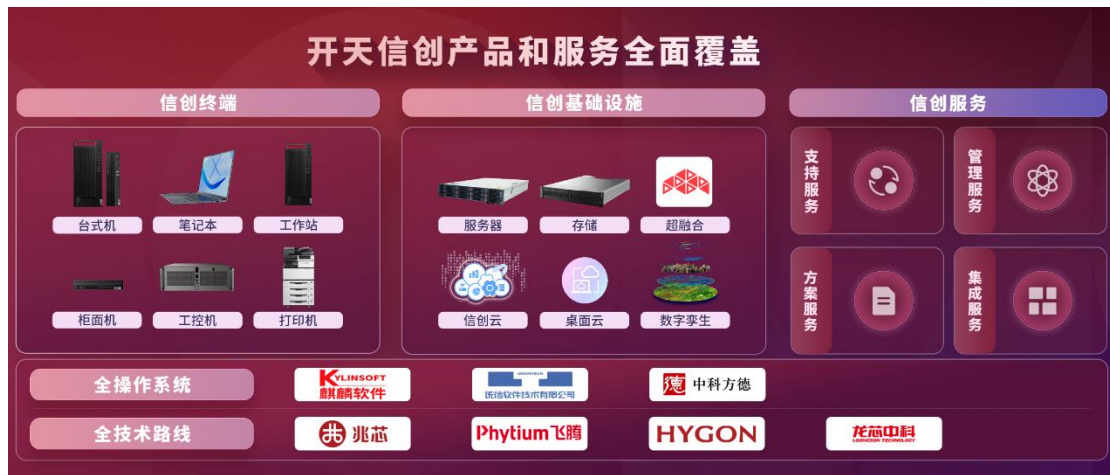 开天信创产品和服务全面覆盖
信创终端
台式机 笔记本 工作站
柜面机 工控机 打印机
信创基础设施
服务器 存储 超融合
信创云 桌面云 数字孪生
信创服务
支持服务
管理服务
方案服务
集成服务
全操作系统
KYLINSOFT
麒麟软件
UNIONTECH
统信软件技术有限公司
德 中科方德
全技术路线
兆芯
Phytium飞腾
HYGON
龙芯中科
LOONGSON TECHNOLOGY